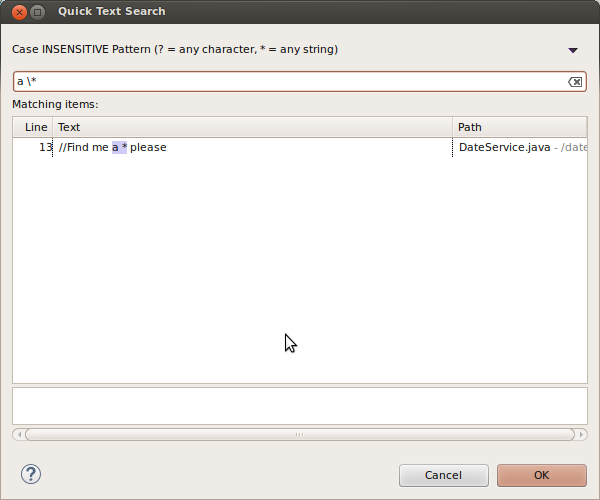 Quick Text Search
Case INSENSITIVE Pattern (? = any character, * = any string)
a \*
Matching items:
Line Text Path
13 //Find me a * please DateService.java - /date
? Cancel OK